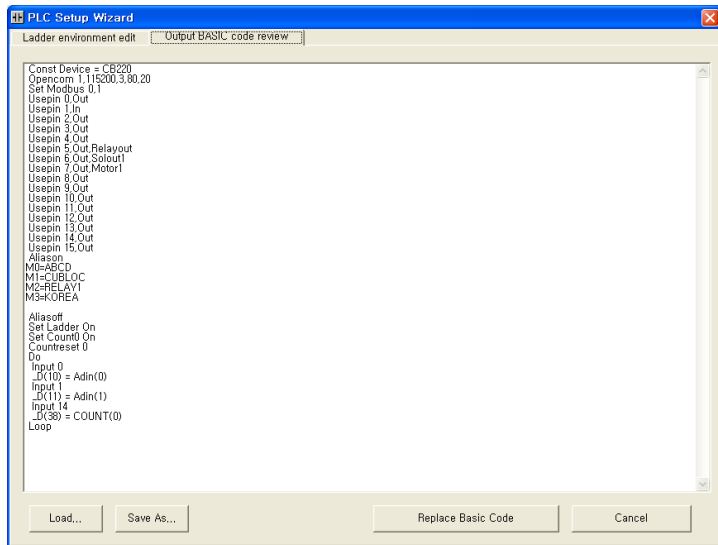 PLC Setup Wizard
Ladder environment edit
Output BASIC code review
Const Device = CB220
Opencom 1,115200,3,80,20
Set Modbus 0,1
Usepin 0,Out
Usepin 1,In
Usepin 2,Out
Usepin 3,Out
Usepin 4,Out
Usepin 5,Out,Relayout
Usepin 6,Out,Solout1
Usepin 7,Out,Motor1
Usepin 8,Out
Usepin 9,Out
Usepin 10,Out
Usepin 11,Out
Usepin 12,Out
Usepin 13,Out
Usepin 14,Out
Usepin 15,Out
Aliason
M0=ABCD
M1=CUBLOC
M2=RELAY1
M3=KOREA
Aliasoff
Set Ladder On
Set Count0 On
Countreset 0
Do
Input 0
_D(10) = Adin(0)
Input 1
_D(11) = Adin(1)
Input 14
_D(38) = COUNT(0)
Loop
Load,,,
Save As,,,
Replace Basic Code
Cancel